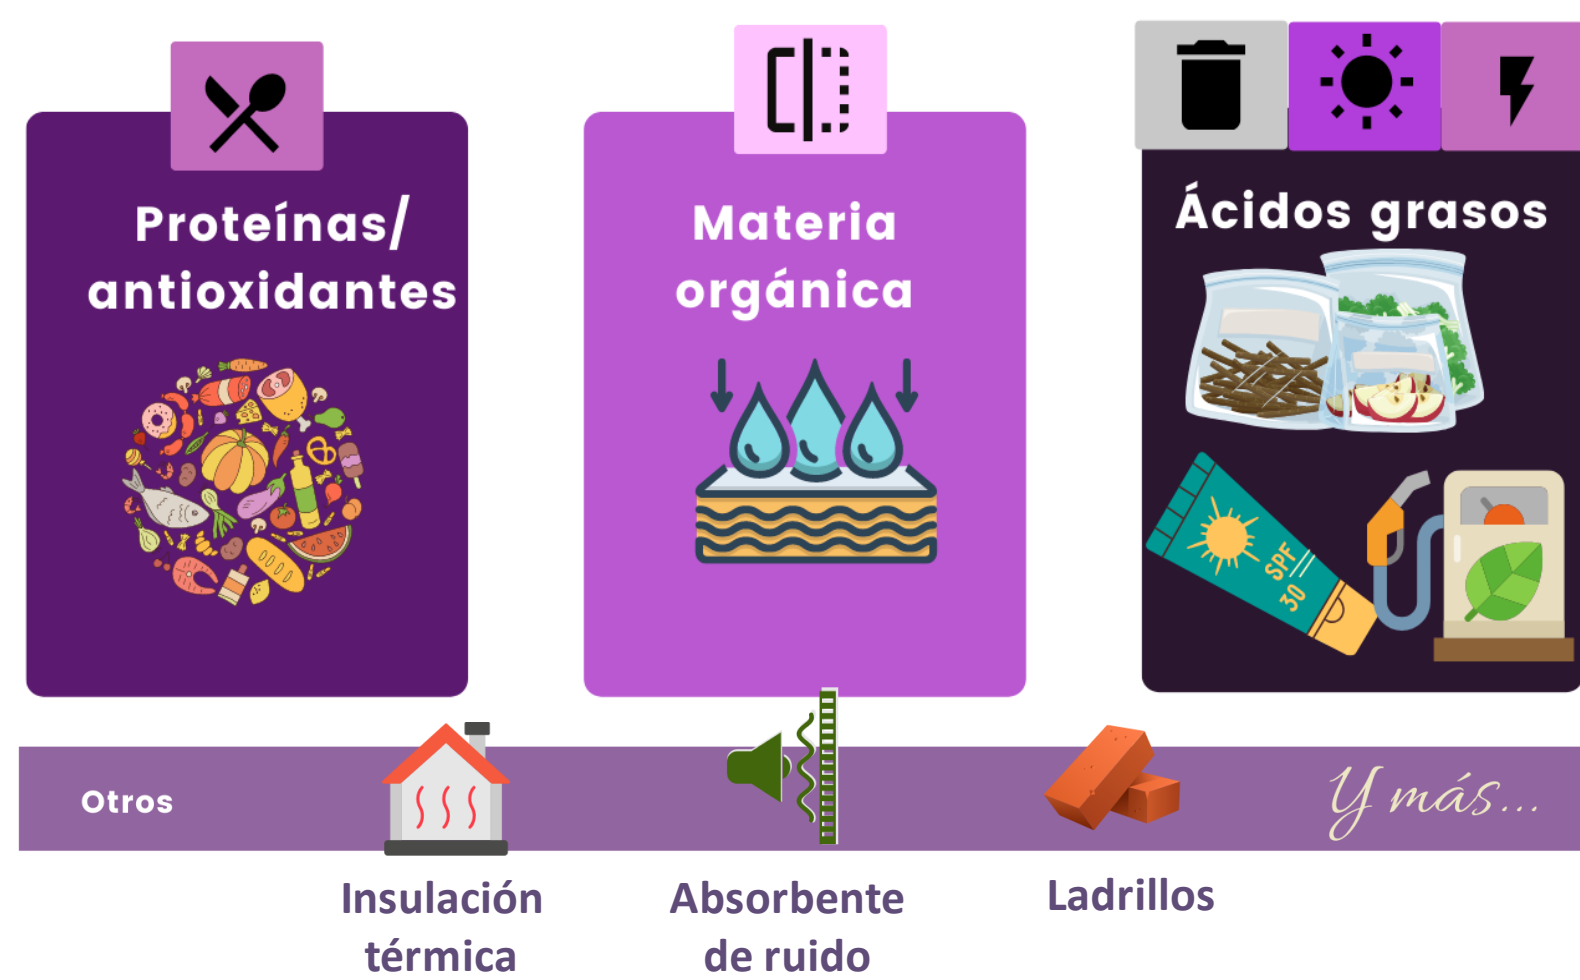 Proteínas/
antioxidantes
Materia
orgánica
Ácidos grasos
SPF
30
Otros
Y más...
Insulación
térmica
Absorbente
de ruido
Ladrillos